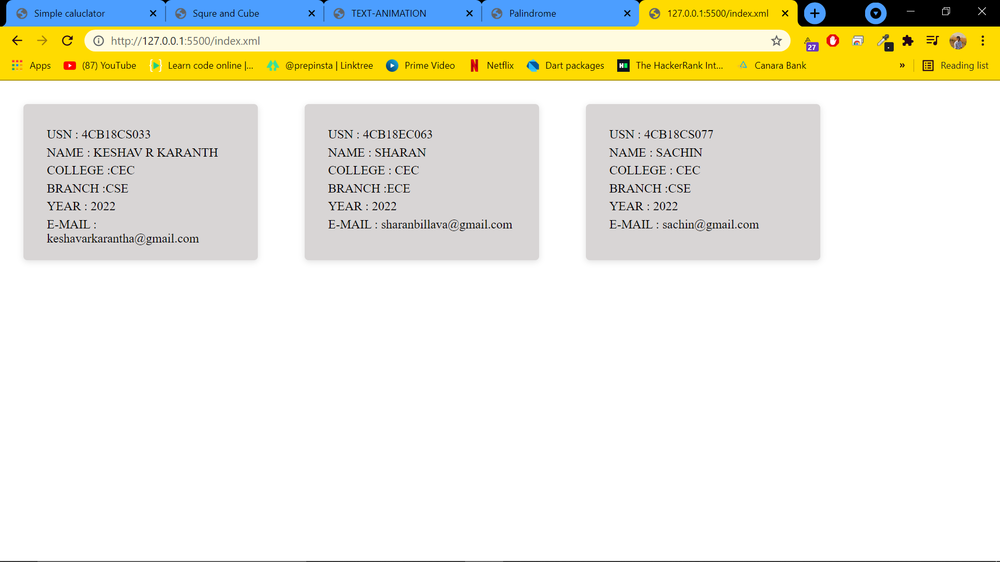 Simple caluclator
Squre and Cube
TEXT-ANIMATION
Palindrome
127.0.0.1:5500/index.xml
http://127.0.0.1:5500/index.xml
27
Apps
(87) YouTube
Learn code online |...
@prepinsta | Linktree
Prime Video
Netflix
Dart packages
The HackerRank Int...
Canara Bank
»
Reading list
USN : 4CB18CS033
NAME : KESHAV R KARANTH
COLLEGE :CEC
BRANCH :CSE
YEAR : 2022
E-MAIL :
keshavarkarantha@gmail.com
USN : 4CB18EC063
NAME : SHARAN
COLLEGE : CEC
BRANCH :ECE
YEAR : 2022
E-MAIL : sharanbillava@gmail.com
USN : 4CB18CS077
NAME : SACHIN
COLLEGE : CEC
BRANCH :CSE
YEAR : 2022
E-MAIL : sachin@gmail.com